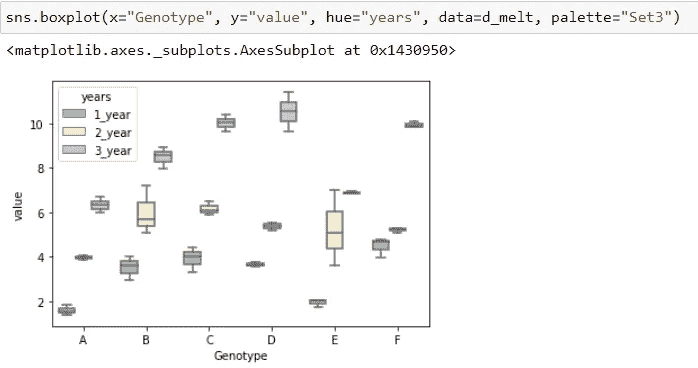 sns.boxplot(x="Genotype", y="value", hue="years", data=d_melt, palette="Set3")
<matplotlib.axes._subplots.AxesSubplot at 0x1430950>
years
1_year
2_year
3_year
value
10
8
6
4
2
A B C D E F
Genotype